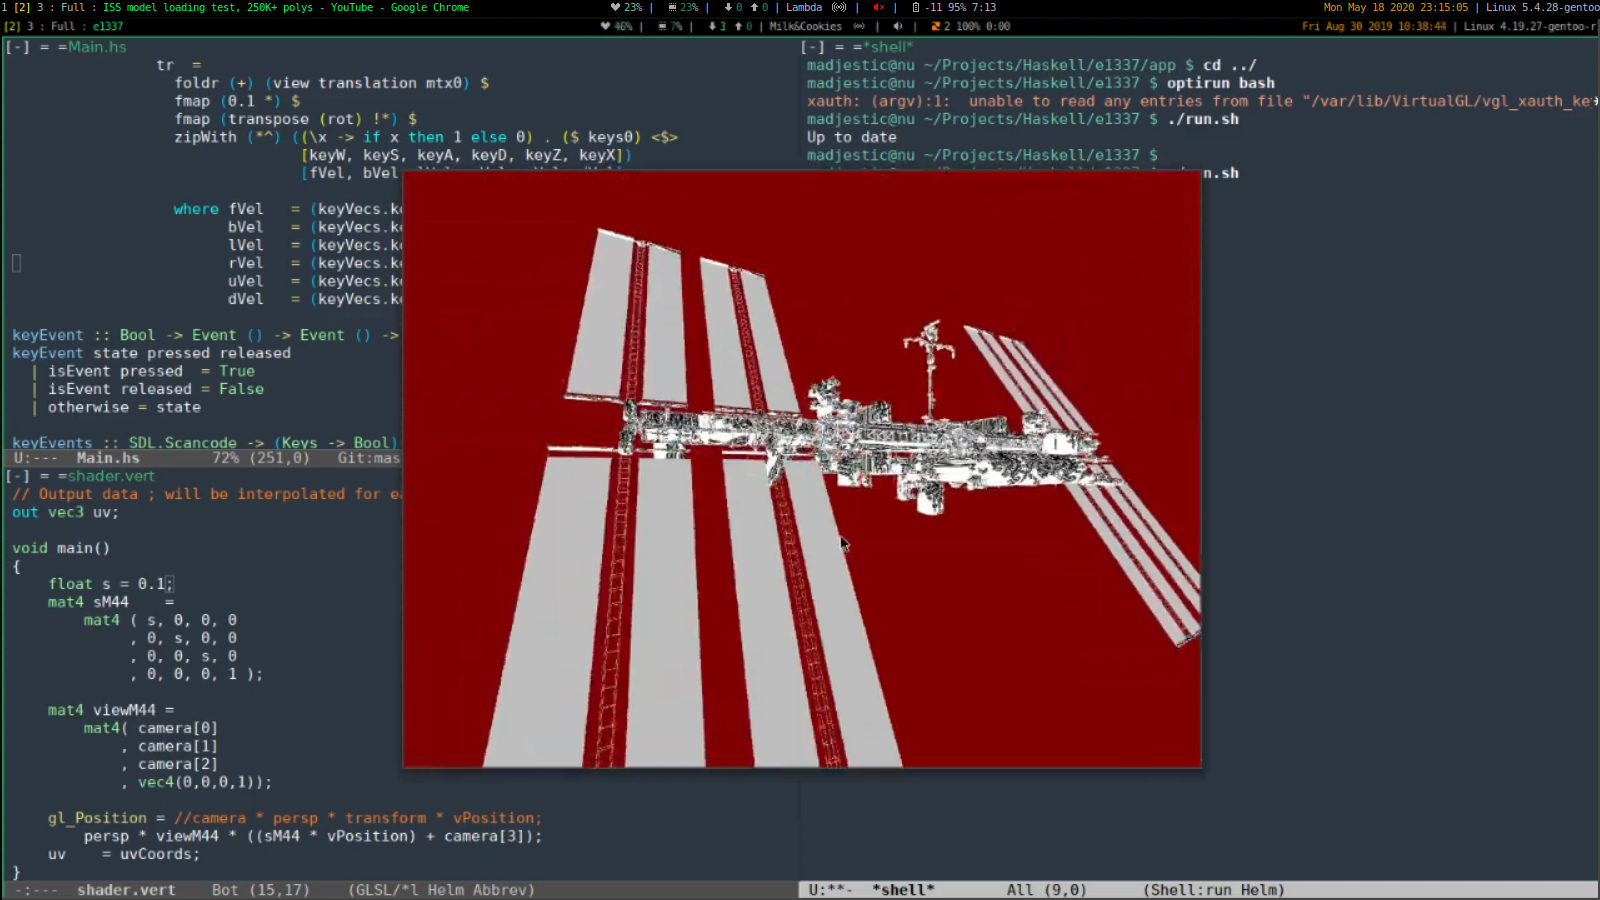 1 [2] 3 : Full : ISS model loading test, 250K+ polys - YouTube - Google Chrome
23% | 23% | 0 0 | Lambda | | -11 95% 7:13
Mon May 18 2020 23:15:05 | Linux 5.4.28-gentoo
[2] 3 : Full : e1337
46% | 7% | 3 0 | Milk&Cookies | | 2 100% 0:00
Fri Aug 30 2019 10:38:44 | Linux 4.19.27-gentoo-r
[-] = =Main.hs
tr =
foldr (+) (view translation mtx0) $
fmap (0.1 *) $
fmap (transpose (rot) !*) $
zipWith (*^) ((\x -> if x then 1 else 0) . ($ keys0) <$>
[keyW, keyS, keyA, keyD, keyZ, keyX])
[fVel, bVel
where fVel = (keyVecs.ke
bVel = (keyVecs.ke
lVel = (keyVecs.ke
rVel = (keyVecs.ke
uVel = (keyVecs.ke
dVel = (keyVecs.ke
keyEvent :: Bool -> Event () -> Event () ->
keyEvent state pressed released
| isEvent pressed = True
| isEvent released = False
| otherwise = state
keyEvents :: SDL.Scancode -> (Keys -> Bool)
U:--- Main.hs 72% (251,0) Git:mas
[-] = =shader.vert
// Output data ; will be interpolated for ea
out vec3 uv;
void main()
{
float s = 0.1;
mat4 sM44 =
mat4 ( s, 0, 0, 0
, 0, s, 0, 0
, 0, 0, s, 0
, 0, 0, 0, 1 );
mat4 viewM44 =
mat4( camera[0]
, camera[1]
, camera[2]
, vec4(0,0,0,1));
gl_Position = //camera * persp * transform * vPosition;
persp * viewM44 * ((sM44 * vPosition) + camera[3]);
uv = uvCoords;
}
-:--- shader.vert Bot (15,17) (GLSL/*l Helm Abbrev)
[-] = =*shell*
madjestic@nu ~/Projects/Haskell/e1337/app $ cd ../
madjestic@nu ~/Projects/Haskell/e1337 $ optirun bash
xauth: (argv):1: unable to read any entries from file "/var/lib/VirtualGL/vgl_xauth_key
madjestic@nu ~/Projects/Haskell/e1337 $ ./run.sh
Up to date
madjestic@nu ~/Projects/Haskell/e1337 $
n.sh
U:**- *shell* All (9,0) (Shell:run Helm)